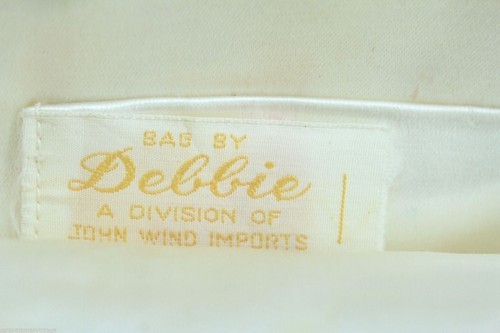 BAG BY
Debbie
A DIVISION OF
JOHN WIND IMPORTS